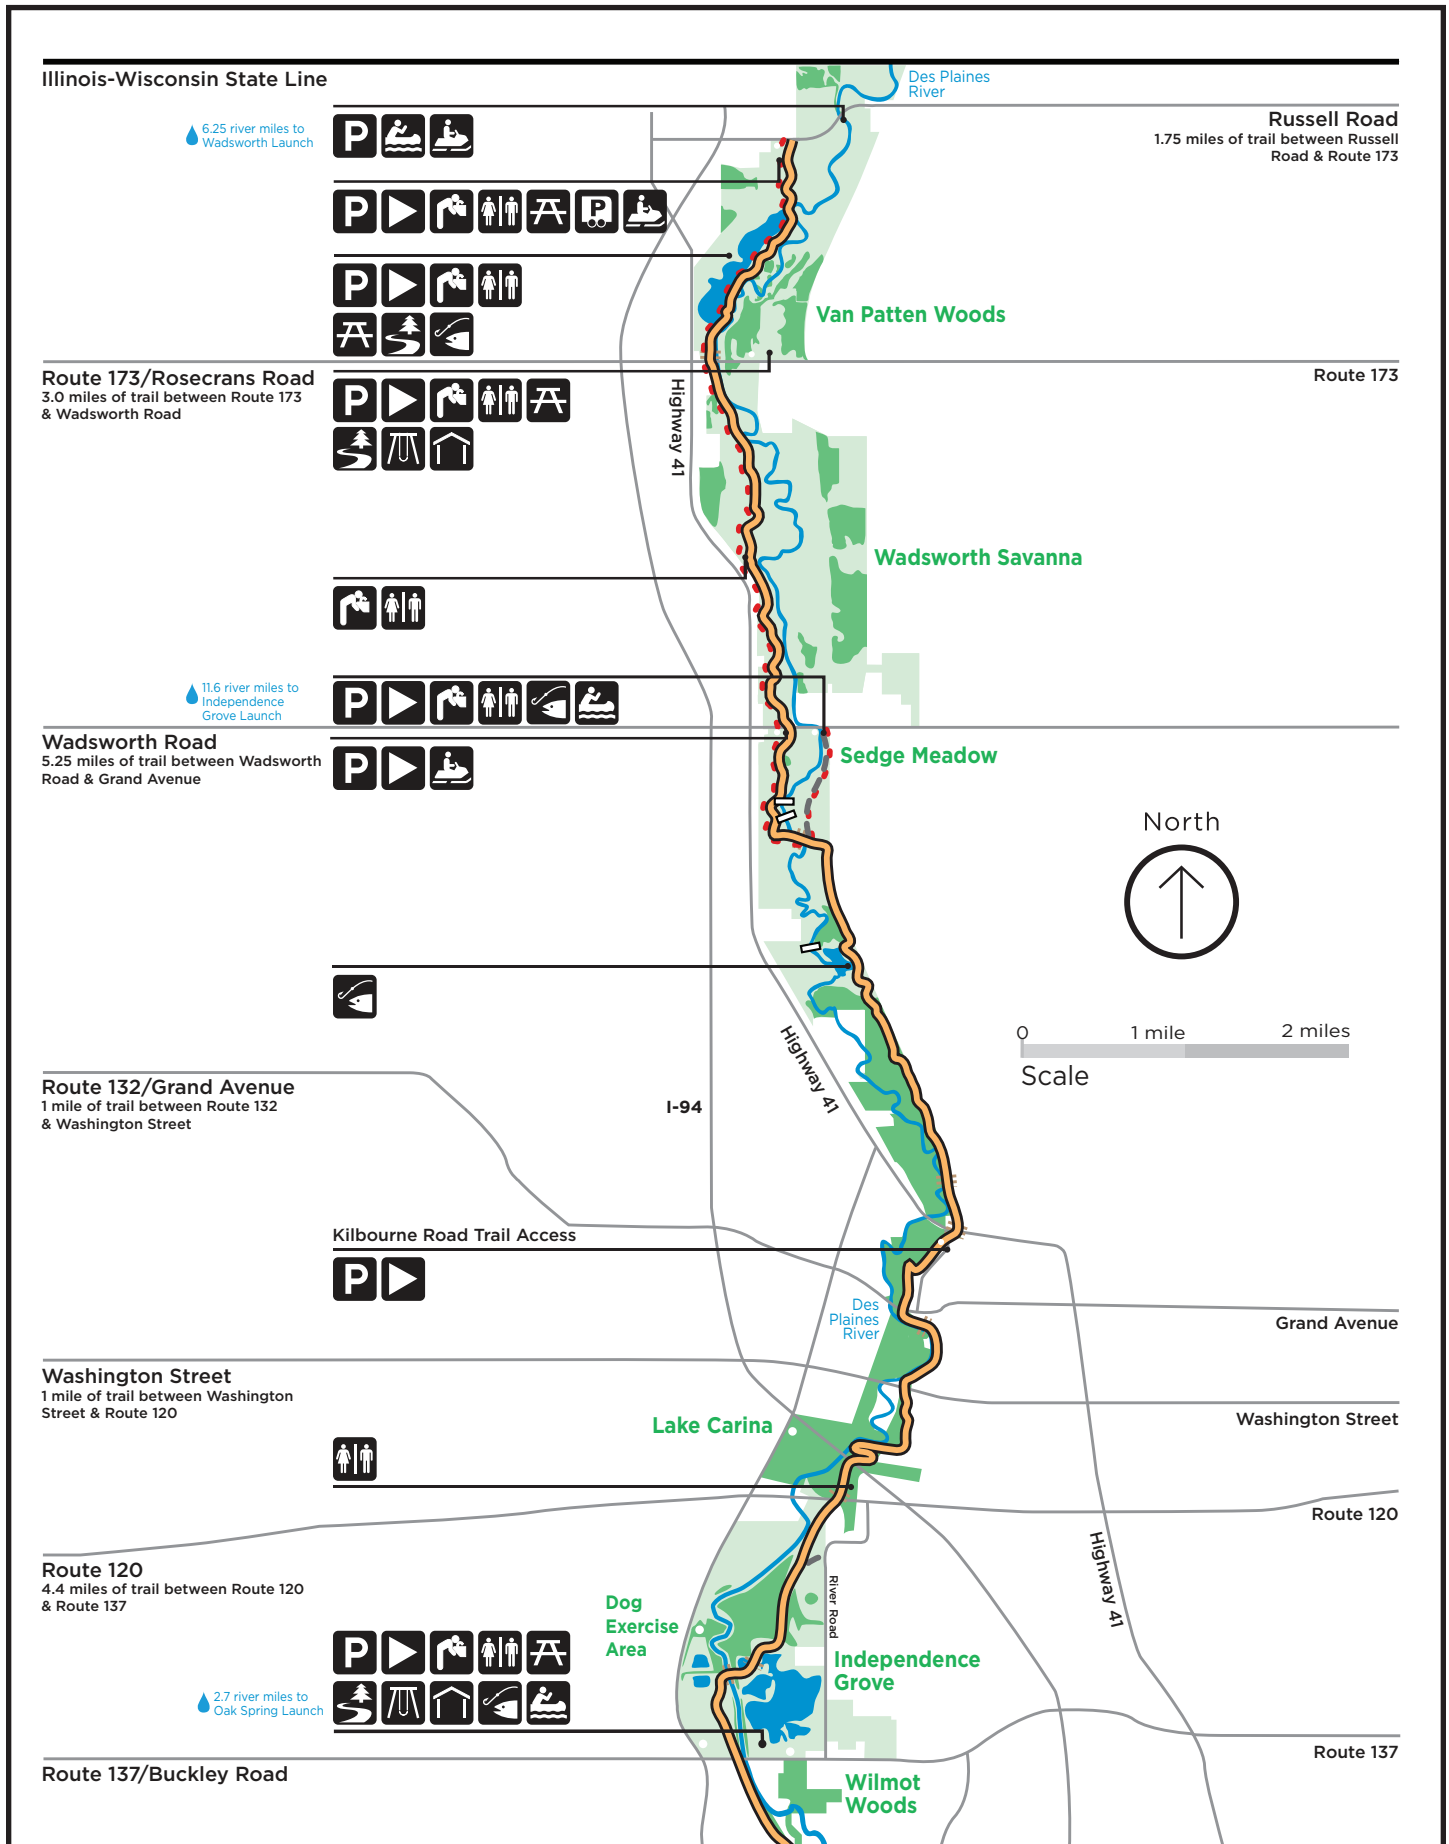 Illinois-Wisconsin State Line
Des Plaines
River
6.25 river miles to
Wadsworth Launch
P
Russell Road
1.75 miles of trail between Russell
Road & Route 173
P
P
P
Van Patten Woods
Route 173/Rosecrans Road
3.0 miles of trail between Route 173
& Wadsworth Road
P
Highway 41
Route 173
Wadsworth Savanna
11.6 river miles to
Independence
Grove Launch
P
Wadsworth Road
5.25 miles of trail between Wadsworth
Road & Grand Avenue
P
Sedge Meadow
North
0
1 mile
2 miles
Scale
Highway 41
I-94
Route 132/Grand Avenue
1 mile of trail between Route 132
& Washington Street
Kilbourne Road Trail Access
P
Des
Plaines
River
Grand Avenue
Washington Street
1 mile of trail between Washington
Street & Route 120
Lake Carina
Washington Street
Route 120
Route 120
4.4 miles of trail between Route 120
& Route 137
Highway 41
River Road
Dog
Exercise
Area
P
Independence
Grove
2.7 river miles to
Oak Spring Launch
Route 137
Route 137/Buckley Road
Wilmot
Woods